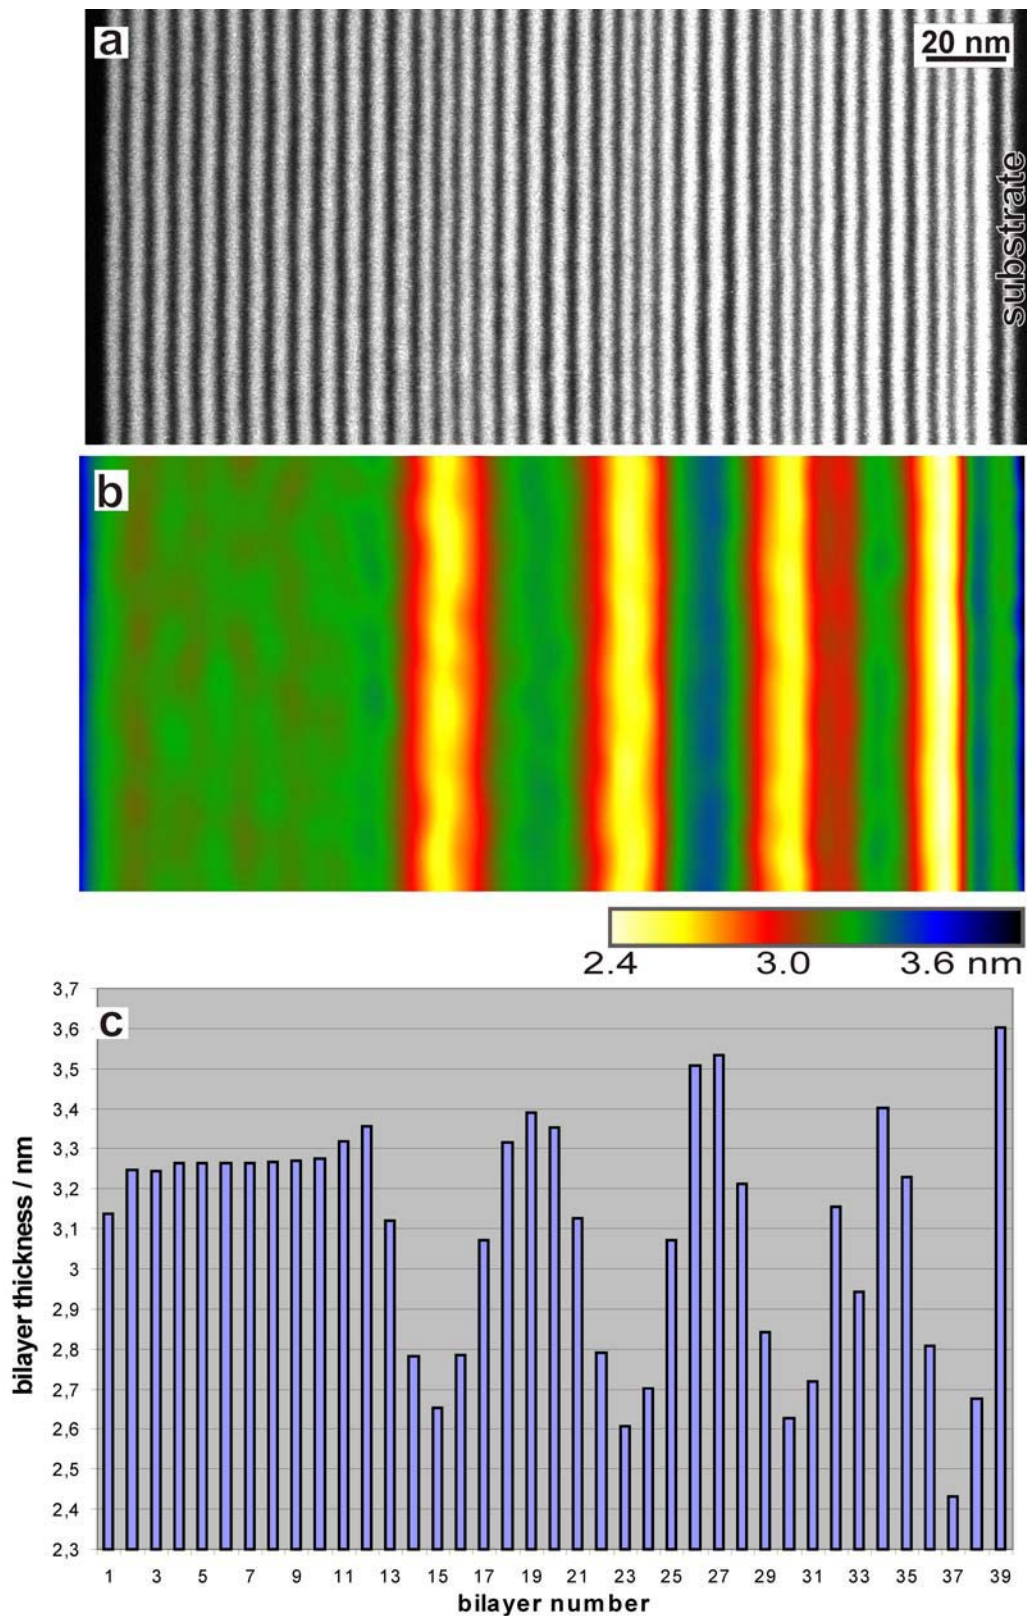 a
20 nm
substrate
b
2.4 3.0 3.6 nm
c
3,7
3,6
3,5
3,4
3,3
3,2
3,1
3
2,9
2,8
2,7
2,6
2,5
2,4
2,3
bilayer thickness / nm
1 3 5 7 9 11 13 15 17 19 21 23 25 27 29 31 33 35 37 39
bilayer number